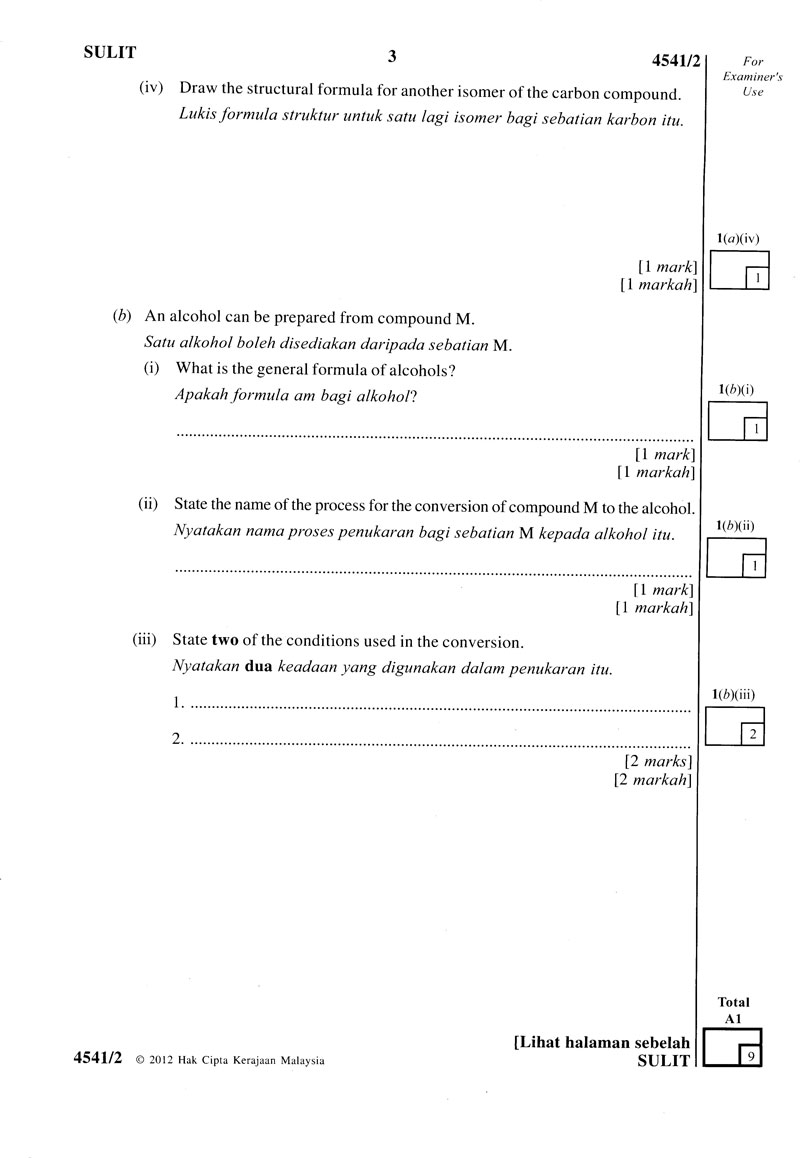 SULIT 3 4541/2
For
Examiner's
Use
(iv) Draw the structural formula for another isomer of the carbon compound.
Lukis formula struktur untuk satu lagi isomer bagi sebatian karbon itu.
1(a)(iv)
[1 mark]
[1 markah]
1
(b) An alcohol can be prepared from compound M.
Satu alkohol boleh disediakan daripada sebatian M.
(i) What is the general formula of alcohols?
Apakah formula am bagi alkohol?
1(b)(i)
1
..........
[1 mark]
[1 markah]
(ii) State the name of the process for the conversion of compound M to the alcohol.
Nyatakan nama proses penukaran bagi sebatian M kepada alkohol itu.
1(b)(ii)
1
..........
[1 mark]
[1 markah]
(iii) State two of the conditions used in the conversion.
Nyatakan dua keadaan yang digunakan dalam penukaran itu.
1(b)(iii)
1. ..........
2. ..........
2
[2 marks]
[2 markah]
Total
A1
9
[Lihat halaman sebelah
4541/2 © 2012 Hak Cipta Kerajaan Malaysia SULIT